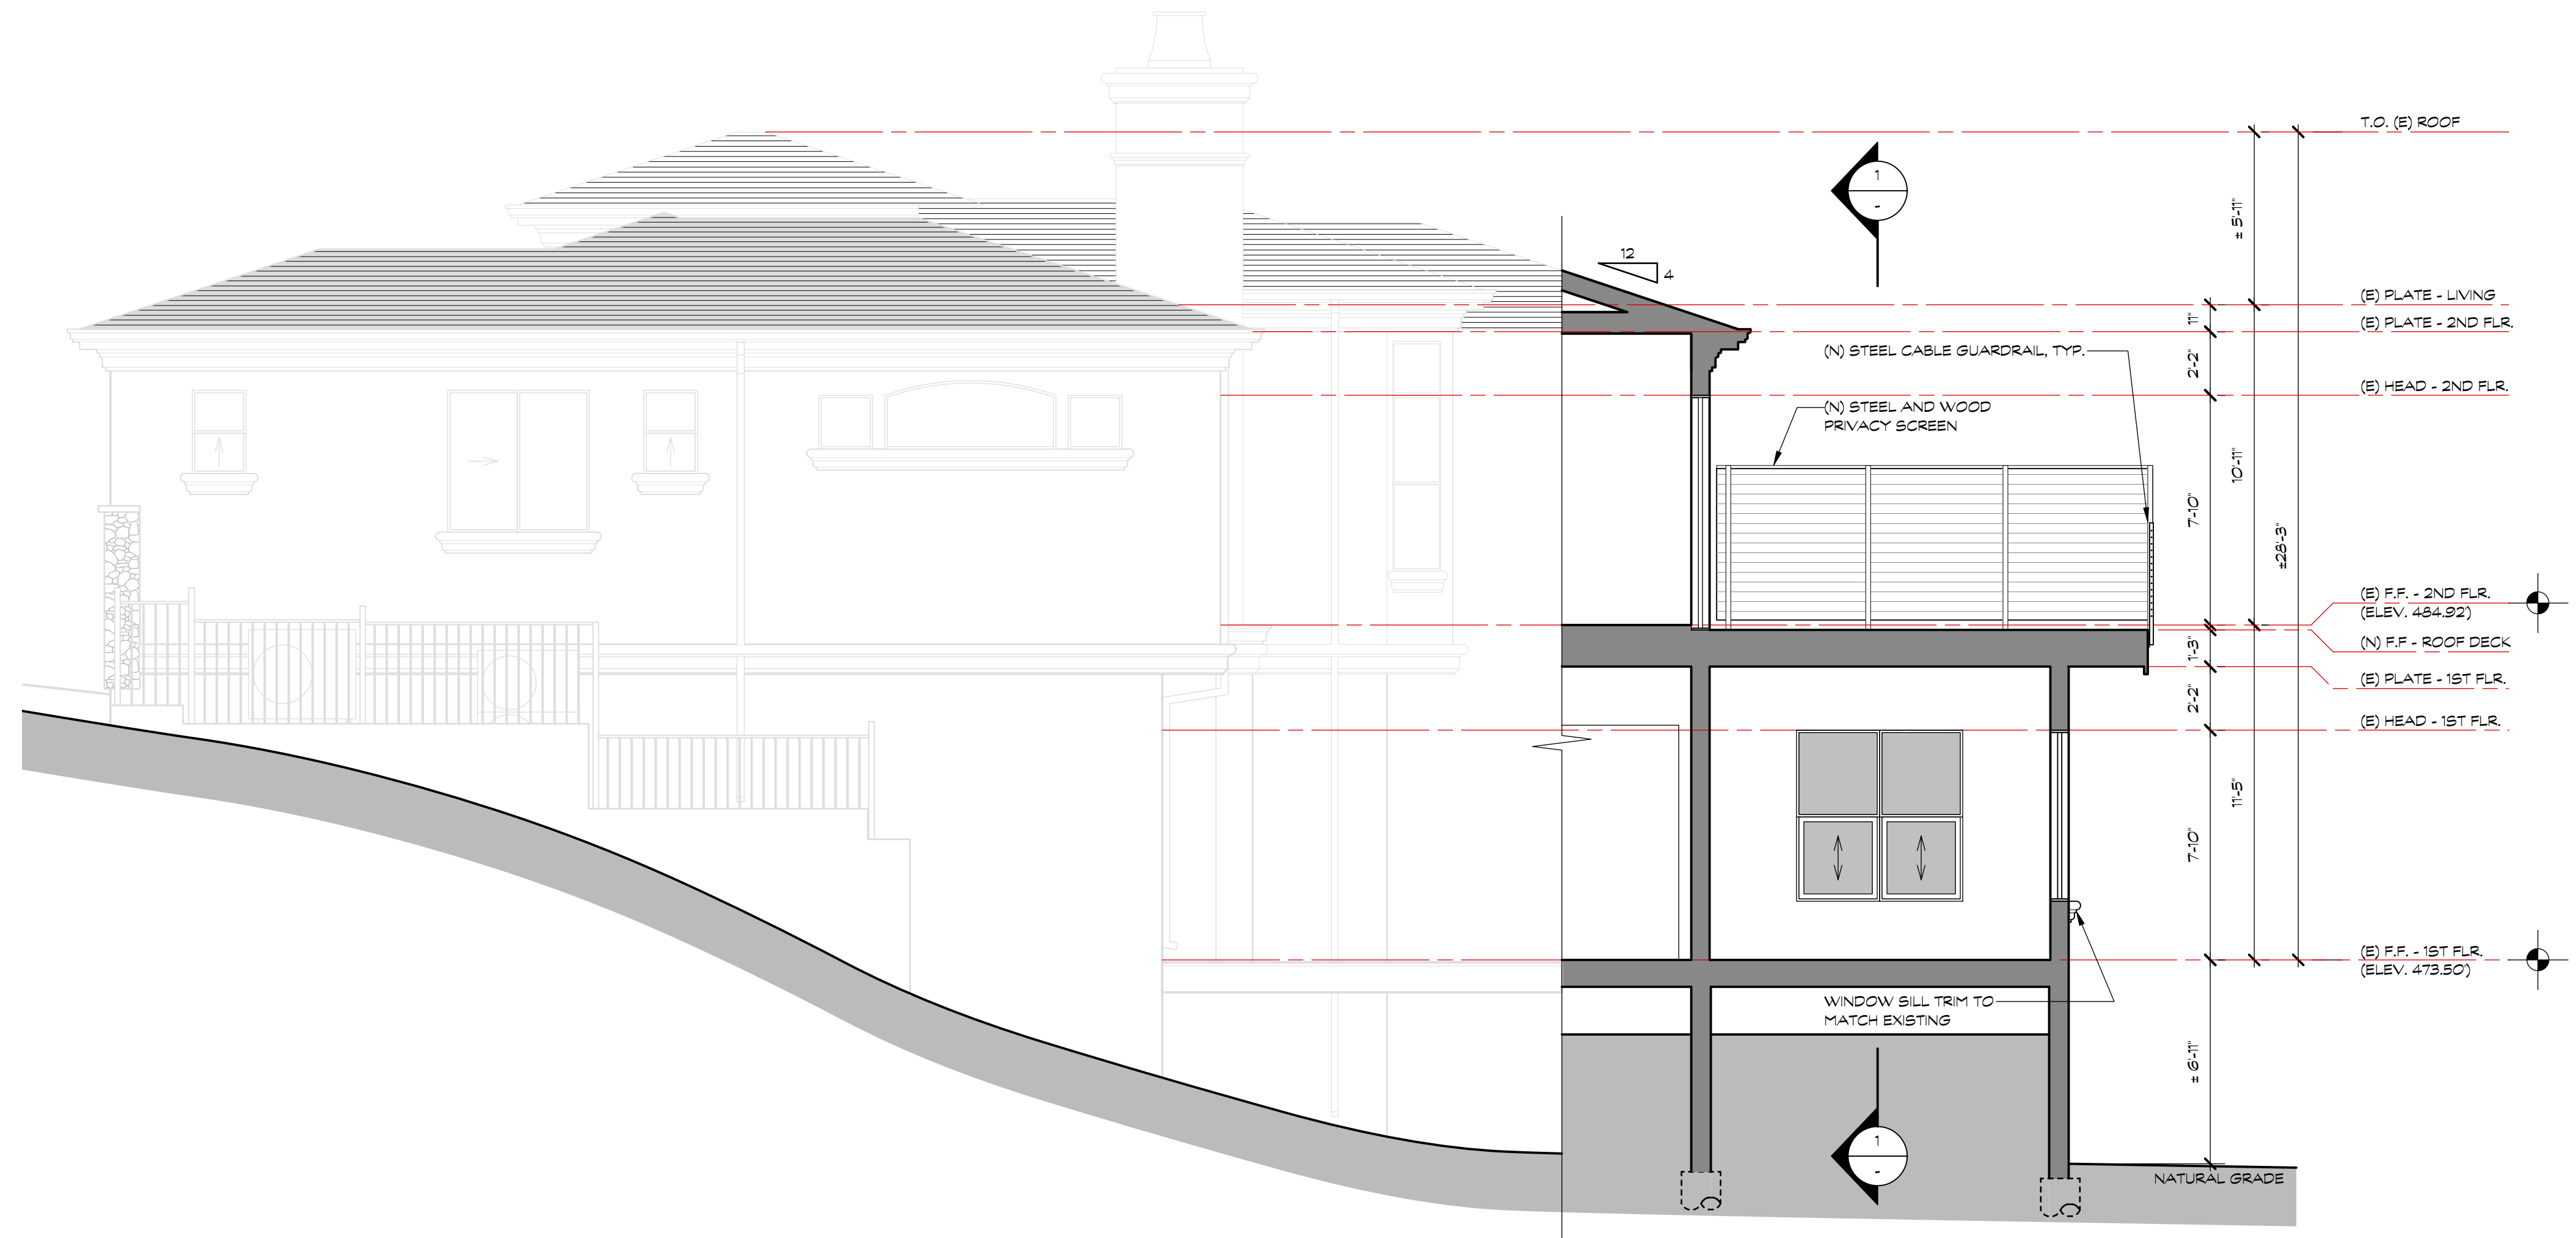 T.O. (E) ROOF
1
-
± 5'-11"
12
4
(E) PLATE - LIVING
11"
(E) PLATE - 2ND FLR.
(N) STEEL CABLE GUARDRAIL, TYP.
2'-2"
(E) HEAD - 2ND FLR.
(N) STEEL AND WOOD
PRIVACY SCREEN
10'-11"
7'-10"
±28'-3"
(E) F.F. - 2ND FLR.
(ELEV. 484.92')
(N) F.F - ROOF DECK
1'-3"
(E) PLATE - 1ST FLR.
2'-2"
(E) HEAD - 1ST FLR.
11'-5"
7'-10"
(E) F.F. - 1ST FLR.
(ELEV. 473.50')
WINDOW SILL TRIM TO
MATCH EXISTING
± 6'-11"
1
-
NATURAL GRADE